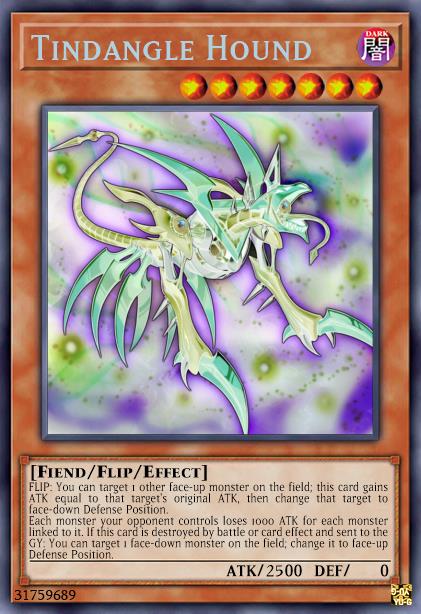 Tindangle Hound
DARK
闇
[Fiend/Flip/Effect]
FLIP: You can target 1 other face-up monster on the field; this card gains
ATK equal to that target's original ATK, then change that target to
face-down Defense Position.
Each monster your opponent controls loses 1000 ATK for each monster
linked to it. If this card is destroyed by battle or card effect and sent to the
GY: You can target 1 face-down monster on the field; change it to face-up
Defense Position.
ATK/2500 DEF/ 0
31759689